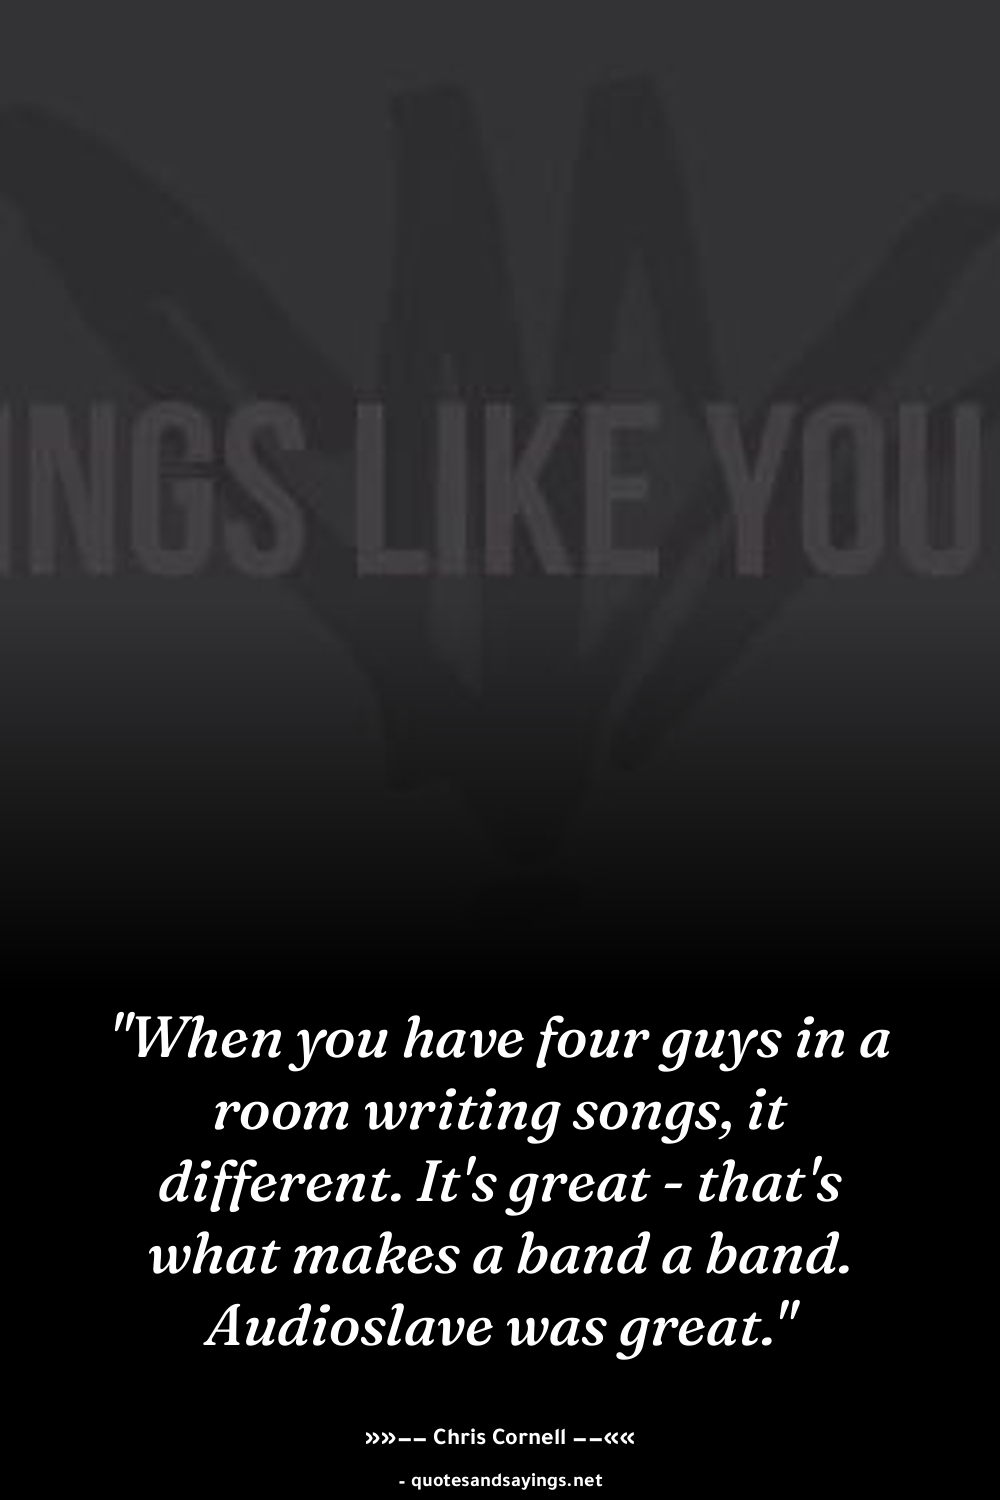 INGS LIKE YOU
"When you have four guys in a
room writing songs, it
different. It's great - that's
what makes a band a band.
Audioslave was great."
»»−− Chris Cornell −−««
- quotesandsayings.net